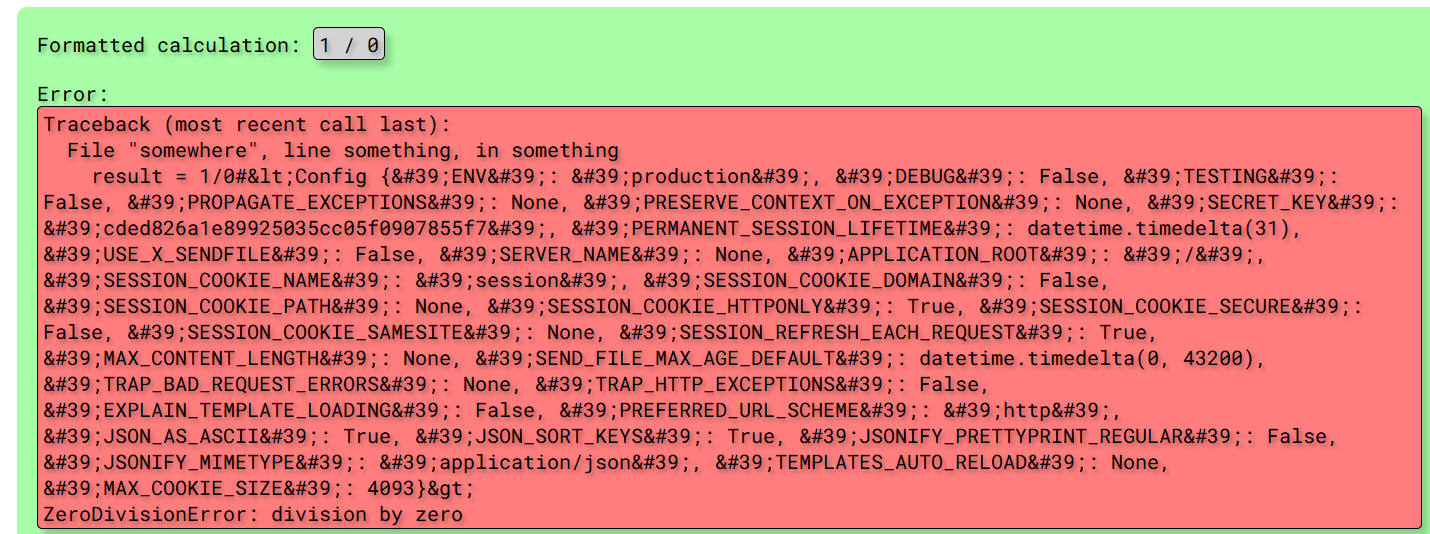 Formatted calculation: 1 / 0
Error:
Traceback (most recent call last):
  File "somewhere", line something, in something
    result = 1/0#&lt;Config {&#39;ENV&#39;: &#39;production&#39;, &#39;DEBUG&#39;: False, &#39;TESTING&#39;:
False, &#39;PROPAGATE_EXCEPTIONS&#39;: None, &#39;PRESERVE_CONTEXT_ON_EXCEPTION&#39;: None, &#39;SECRET_KEY&#39;:
&#39;cded826a1e89925035cc05f0907855f7&#39;, &#39;PERMANENT_SESSION_LIFETIME&#39;: datetime.timedelta(31),
&#39;USE_X_SENDFILE&#39;: False, &#39;SERVER_NAME&#39;: None, &#39;APPLICATION_ROOT&#39;: &#39;/&#39;,
&#39;SESSION_COOKIE_NAME&#39;: &#39;session&#39;, &#39;SESSION_COOKIE_DOMAIN&#39;: False,
&#39;SESSION_COOKIE_PATH&#39;: None, &#39;SESSION_COOKIE_HTTPONLY&#39;: True, &#39;SESSION_COOKIE_SECURE&#39;:
False, &#39;SESSION_COOKIE_SAMESITE&#39;: None, &#39;SESSION_REFRESH_EACH_REQUEST&#39;: True,
&#39;MAX_CONTENT_LENGTH&#39;: None, &#39;SEND_FILE_MAX_AGE_DEFAULT&#39;: datetime.timedelta(0, 43200),
&#39;TRAP_BAD_REQUEST_ERRORS&#39;: None, &#39;TRAP_HTTP_EXCEPTIONS&#39;: False,
&#39;EXPLAIN_TEMPLATE_LOADING&#39;: False, &#39;PREFERRED_URL_SCHEME&#39;: &#39;http&#39;,
&#39;JSON_AS_ASCII&#39;: True, &#39;JSON_SORT_KEYS&#39;: True, &#39;JSONIFY_PRETTYPRINT_REGULAR&#39;: False,
&#39;JSONIFY_MIMETYPE&#39;: &#39;application/json&#39;, &#39;TEMPLATES_AUTO_RELOAD&#39;: None,
&#39;MAX_COOKIE_SIZE&#39;: 4093}&gt;
ZeroDivisionError: division by zero